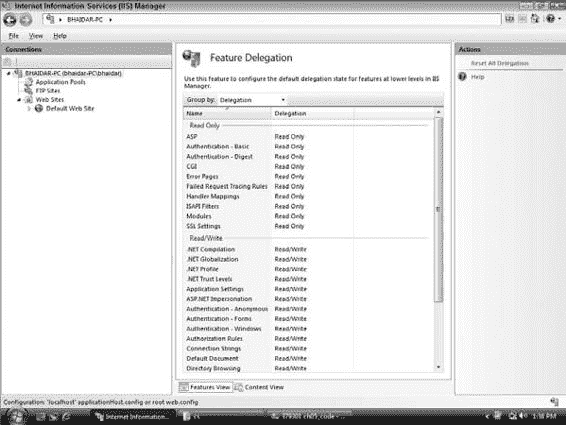 Internet Information Services (IIS) Manager
BHAIDAR-PC
File View Help
Connections
BHAIDAR-PC (bhaidar-PC\bhaidar)
Application Pools
FTP Sites
Web Sites
Default Web Site
Feature Delegation
Use this feature to configure the default delegation state for features at lower levels in IIS
Manager.
Group by: Delegation
Name Delegation
Read Only
ASP Read Only
Authentication - Basic Read Only
Authentication - Digest Read Only
CGI Read Only
Error Pages Read Only
Failed Request Tracing Rules Read Only
Handler Mappings Read Only
ISAPI Filters Read Only
Modules Read Only
SSL Settings Read Only
Read/Write
.NET Compilation Read/Write
.NET Globalization Read/Write
.NET Profile Read/Write
.NET Trust Levels Read/Write
Application Settings Read/Write
ASP.NET Impersonation Read/Write
Authentication - Anonymous Read/Write
Authentication - Forms Read/Write
Authentication - Windows Read/Write
Authorization Rules Read/Write
Connection Strings Read/Write
Default Document Read/Write
Directory Browsing Read/Write
Features View Content View
Actions
Reset All Delegation
Help
Configuration: 'localhost' applicationHost.config or root web.config
Internet Information...
1:38 PM